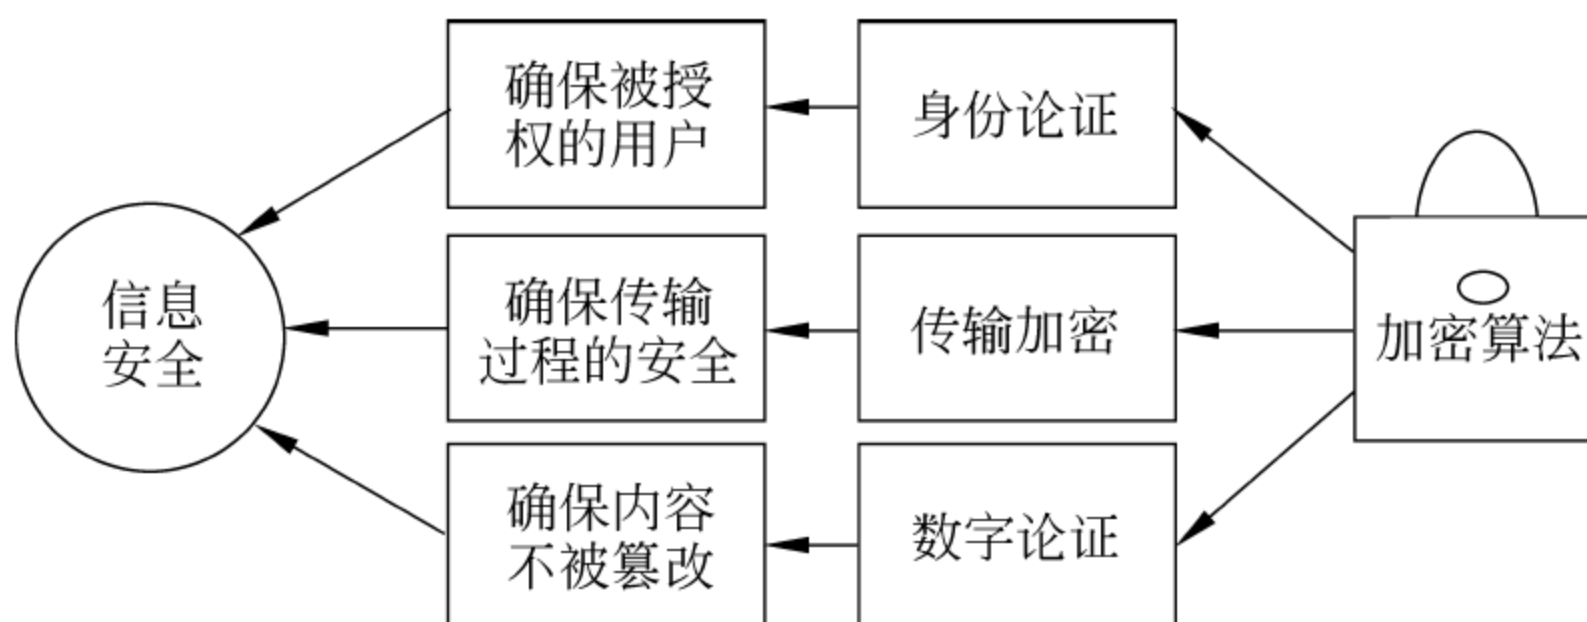 确保被授
权的用户
身份论证
信息
安全
确保传输
过程的安全
传输加密
加密算法
确保内容
不被篡改
数字论证